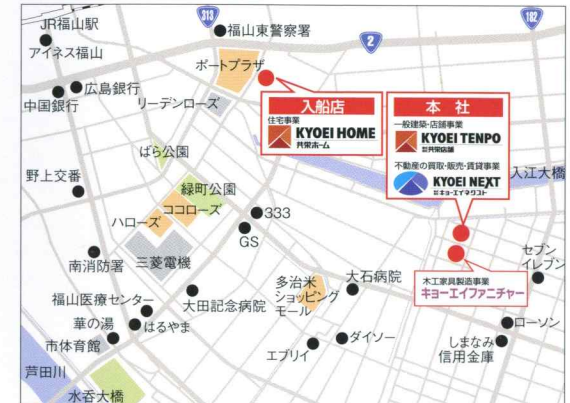 JR福山駅
アイネス福山
313
福山東警察署
2
182
ポートプラザ
広島銀行
中国銀行
リーデンローズ
入船店
住宅事業
KYOEI HOME
共栄ホーム
本社
一般建築・店舗事業
KYOEI TENPO
株式会社共栄店舗
不動産の買取・販売・賃貸事業
KYOEI NEXT
株式会社キョーエイネクスト
ばら公園
入江大橋
野上交番
緑町公園
ココローズ
ハローズ
333
GS
三菱電機
南消防署
セブン
イレブン
木工家具製造事業
キョーエイファニチャー
多治米
ショッピング
モール
大石病院
福山医療センター
大田記念病院
華の湯
はるやま
市体育館
ローソン
ダイソー
エブリイ
しまなみ
信用金庫
芦田川
水呑大橋